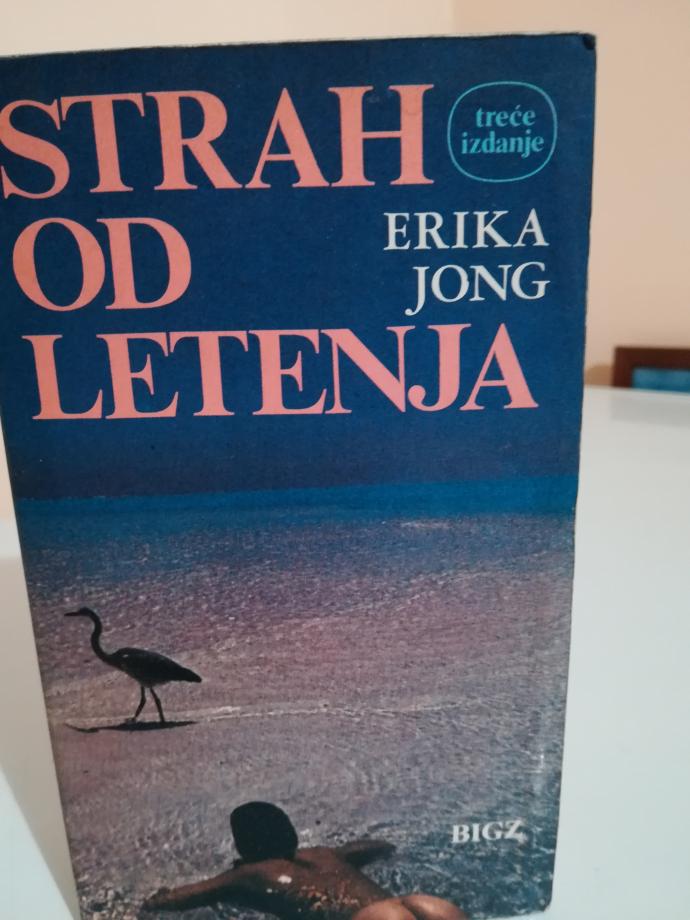 STRAH
OD
LETENJA
treće
izdanje
ERIKA
JONG
BIGZ